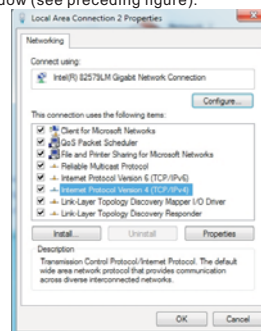 dow (see preceding figure).
Local Area Connection 2 Properties
Networking
Connect using:
Intel(R) 82579LM Gigabit Network Connection
Configure...
This connection uses the following items:
Client for Microsoft Networks
QoS Packet Scheduler
File and Printer Sharing for Microsoft Networks
Reliable Multicast Protocol
Internet Protocol Version 6 (TCP/IPv6)
Internet Protocol Version 4 (TCP/IPv4)
Link-Layer Topology Discovery Mapper I/O Driver
Link-Layer Topology Discovery Responder
Install... Uninstall Properties
Description
Transmission Control Protocol/Internet Protocol. The default
wide area network protocol that provides communication
across diverse interconnected networks.
OK Cancel